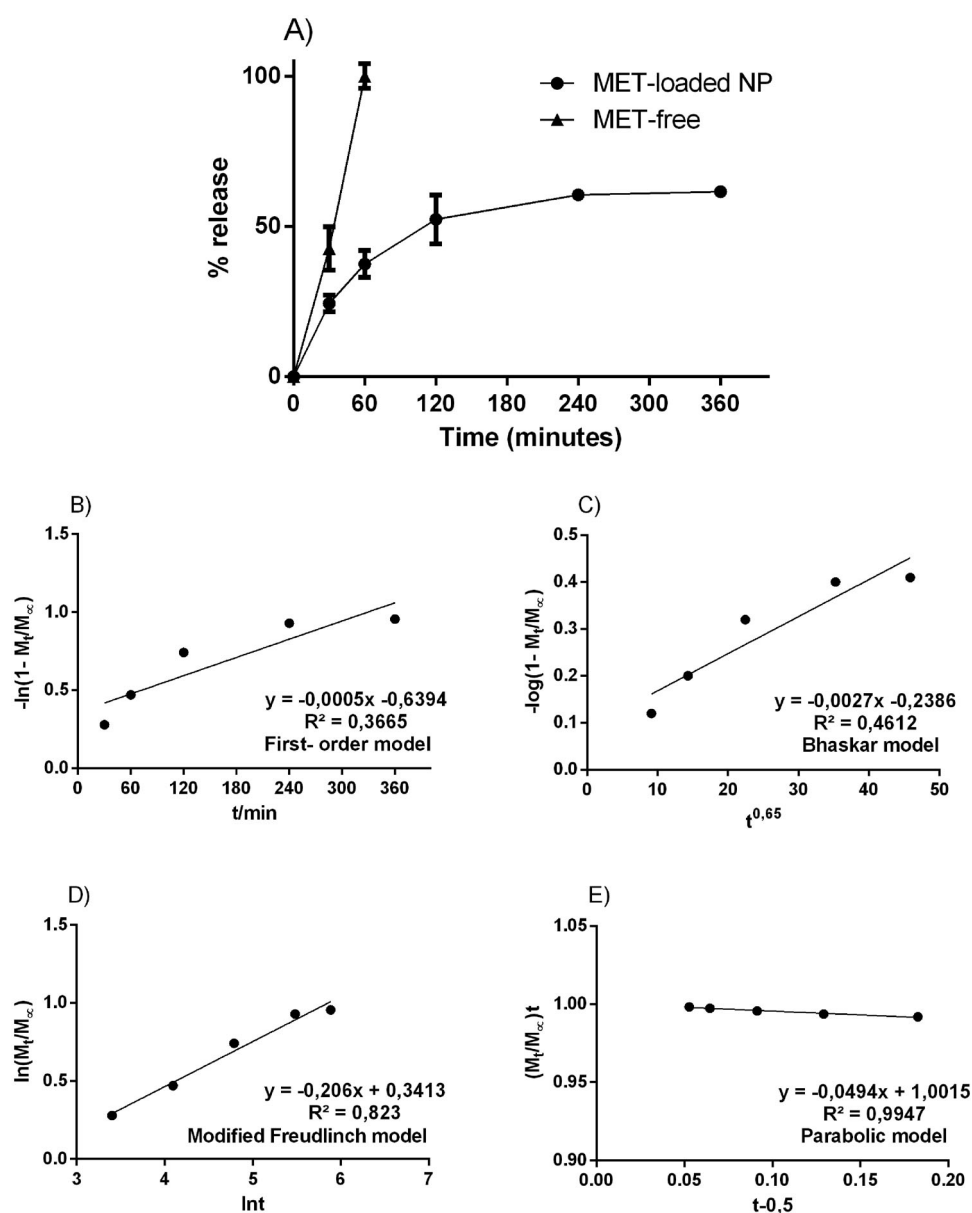 A)
100
50
0
% release
MET-loaded NP
MET-free
0 60 120 180 240 300 360
Time (minutes)
B)
1.5
1.0
0.5
0.0
-ln(1- Mt/M∝)
y = -0,0005x -0,6394
R² = 0,3665
First- order model
0 60 120 180 240 300 360
t/min
C)
0.5
0.4
0.3
0.2
0.1
0.0
-log(1- Mt/M∝)
y = -0,0027x -0,2386
R² = 0,4612
Bhaskar model
0 10 20 30 40 50
t0,65
D)
1.5
1.0
0.5
0.0
ln(Mt/M∝)
y = -0,206x + 0,3413
R² = 0,823
Modified Freudlinch model
3 4 5 6 7
lnt
E)
1.05
1.00
0.95
0.90
(Mt/M∝)t
y = -0,0494x + 1,0015
R² = 0,9947
Parabolic model
0.00 0.05 0.10 0.15 0.20
t-0,5